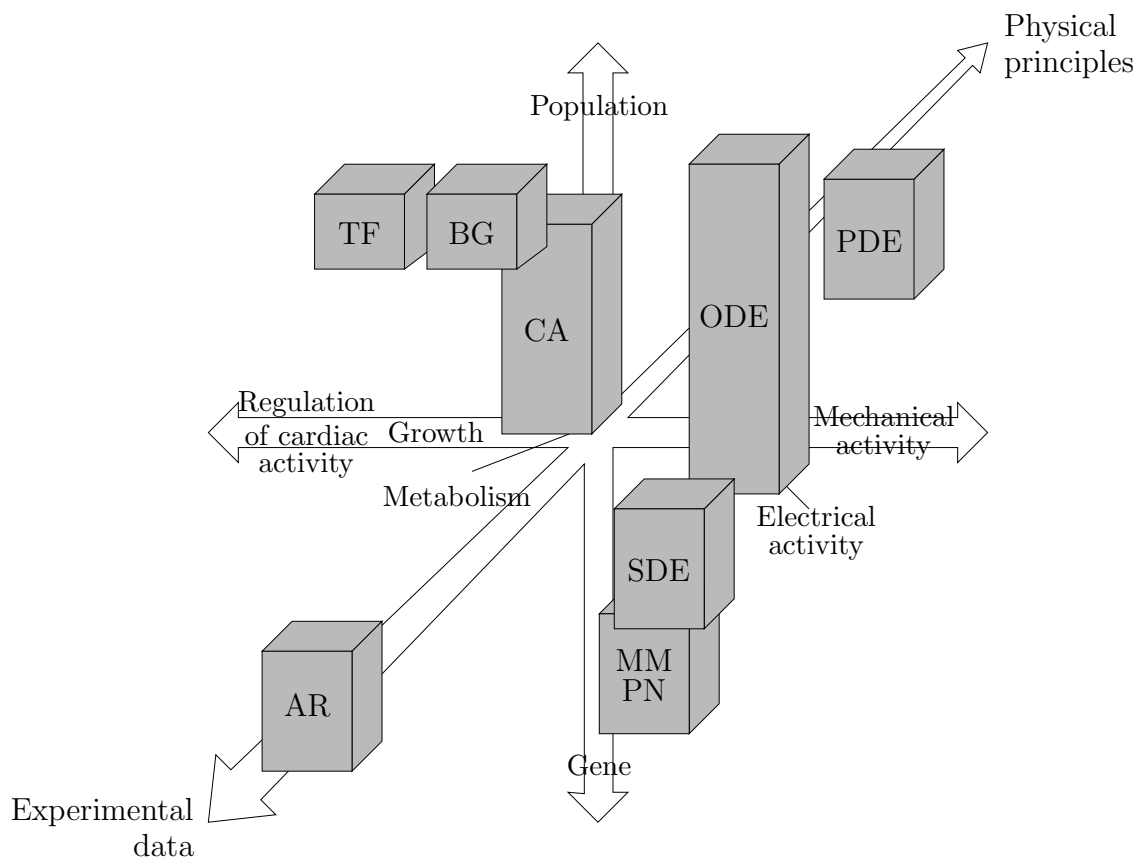 Physical
principles
Population
TF
BG
PDE
CA
ODE
Regulation
of cardiac
activity
Growth
Mechanical
activity
Metabolism
Electrical
activity
SDE
MM
PN
AR
Gene
Experimental
data